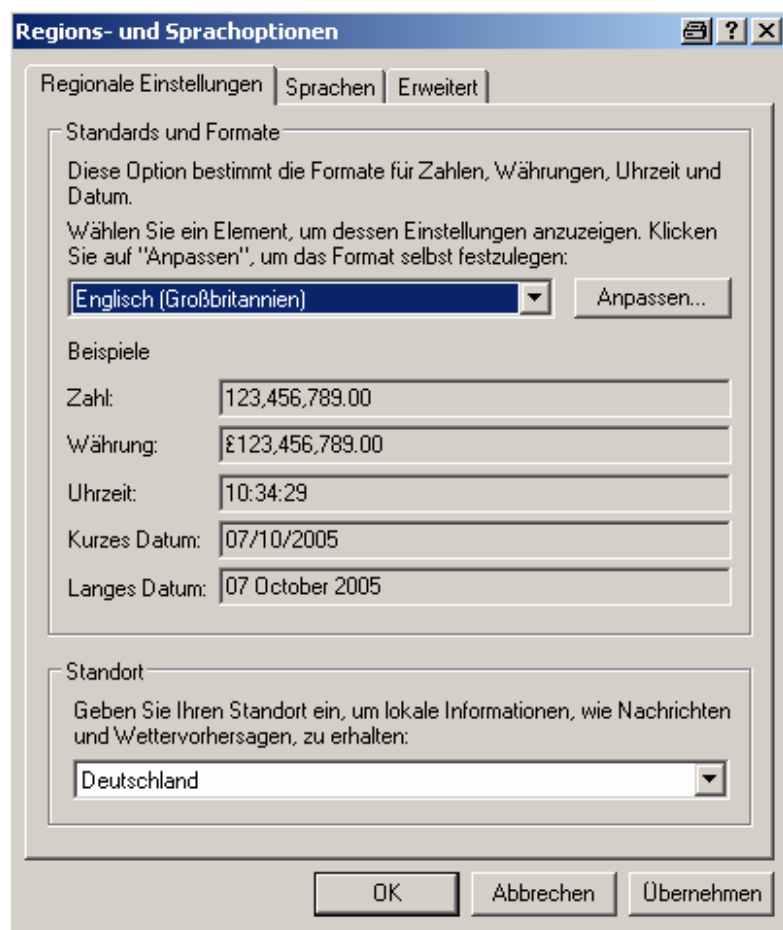 Regions- und Sprachoptionen
Regionale Einstellungen Sprachen Erweitert
Standards und Formate
Diese Option bestimmt die Formate für Zahlen, Währungen, Uhrzeit und
Datum.
Wählen Sie ein Element, um dessen Einstellungen anzuzeigen. Klicken
Sie auf "Anpassen", um das Format selbst festzulegen:
Englisch (Großbritannien) Anpassen...
Beispiele
Zahl: 123,456,789.00
Währung: £123,456,789.00
Uhrzeit: 10:34:29
Kurzes Datum: 07/10/2005
Langes Datum: 07 October 2005
Standort
Geben Sie Ihren Standort ein, um lokale Informationen, wie Nachrichten
und Wettervorhersagen, zu erhalten:
Deutschland
OK Abbrechen Übernehmen